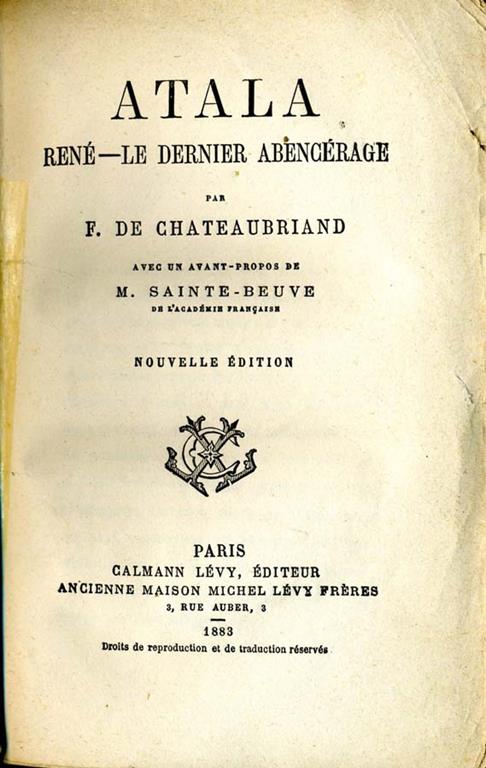 ATALA
RENÉ—LE DERNIER ABENCÉRAGE
PAR
F. DE CHATEAUBRIAND
AVEC UN AVANT-PROPOS DE
M. SAINTE-BEUVE
DE L'ACADÉMIE FRANÇAISE
NOUVELLE ÉDITION
PARIS
CALMANN LÉVY, ÉDITEUR
ANCIENNE MAISON MICHEL LÉVY FRÈRES
3, RUE AUBER, 3
1883
Droits de reproduction et de traduction réservés